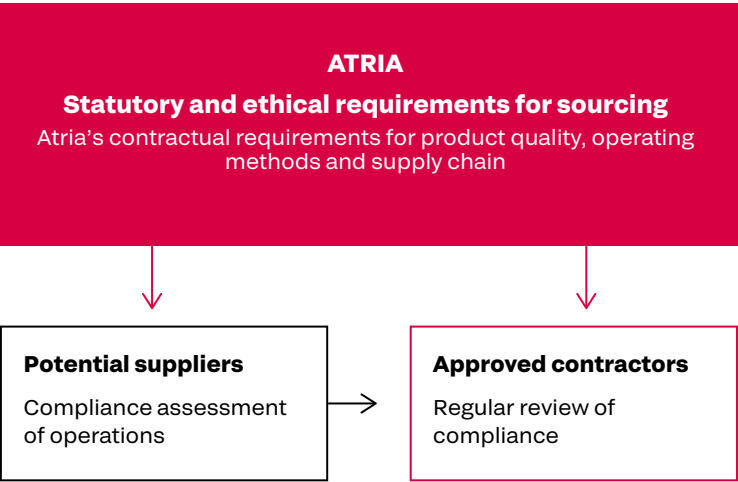 ATRIA
Statutory and ethical requirements for sourcing
Atria’s contractual requirements for product quality, operating
methods and supply chain
Potential suppliers
Compliance assessment
of operations
Approved contractors
Regular review of
compliance